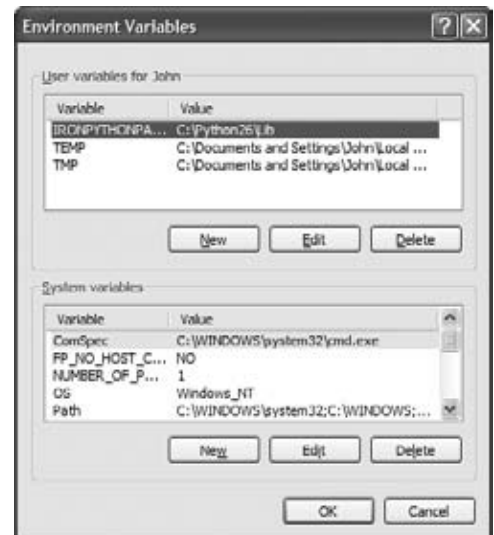 Environment Variables
User variables for John
Variable Value
IRONPYTHONPA... C:\Python26\Lib
TEMP C:\Documents and Settings\John\Local ...
TMP C:\Documents and Settings\John\Local ...
New Edit Delete
System variables
Variable Value
ComSpec C:\WINDOWS\system32\cmd.exe
FP_NO_HOST_C... NO
NUMBER_OF_P... 1
OS Windows_NT
Path C:\WINDOWS\system32;C:\WINDOWS;...
New Edit Delete
OK Cancel